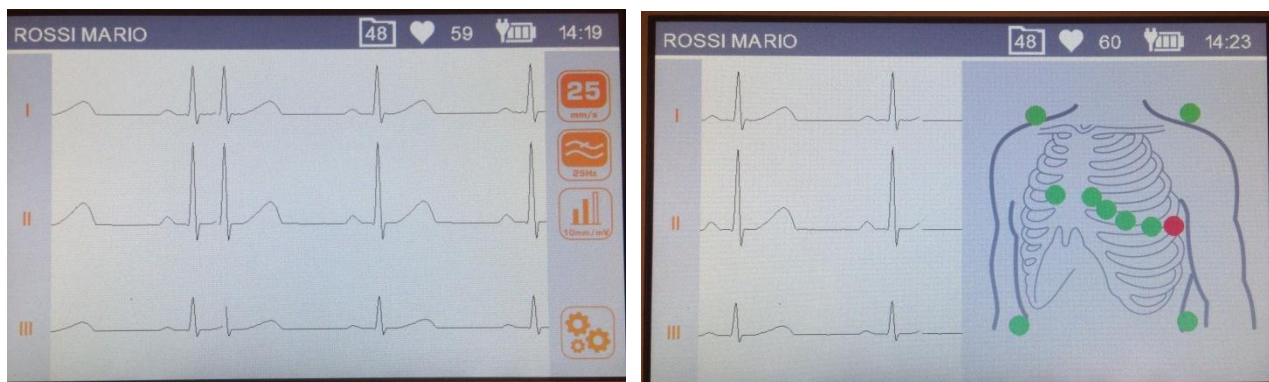 ROSSI MARIO 48 59 14:19
I
25
mm/s
25Hz
II
10mm/mV
III
ROSSI MARIO 48 60 14:23
I
II
III